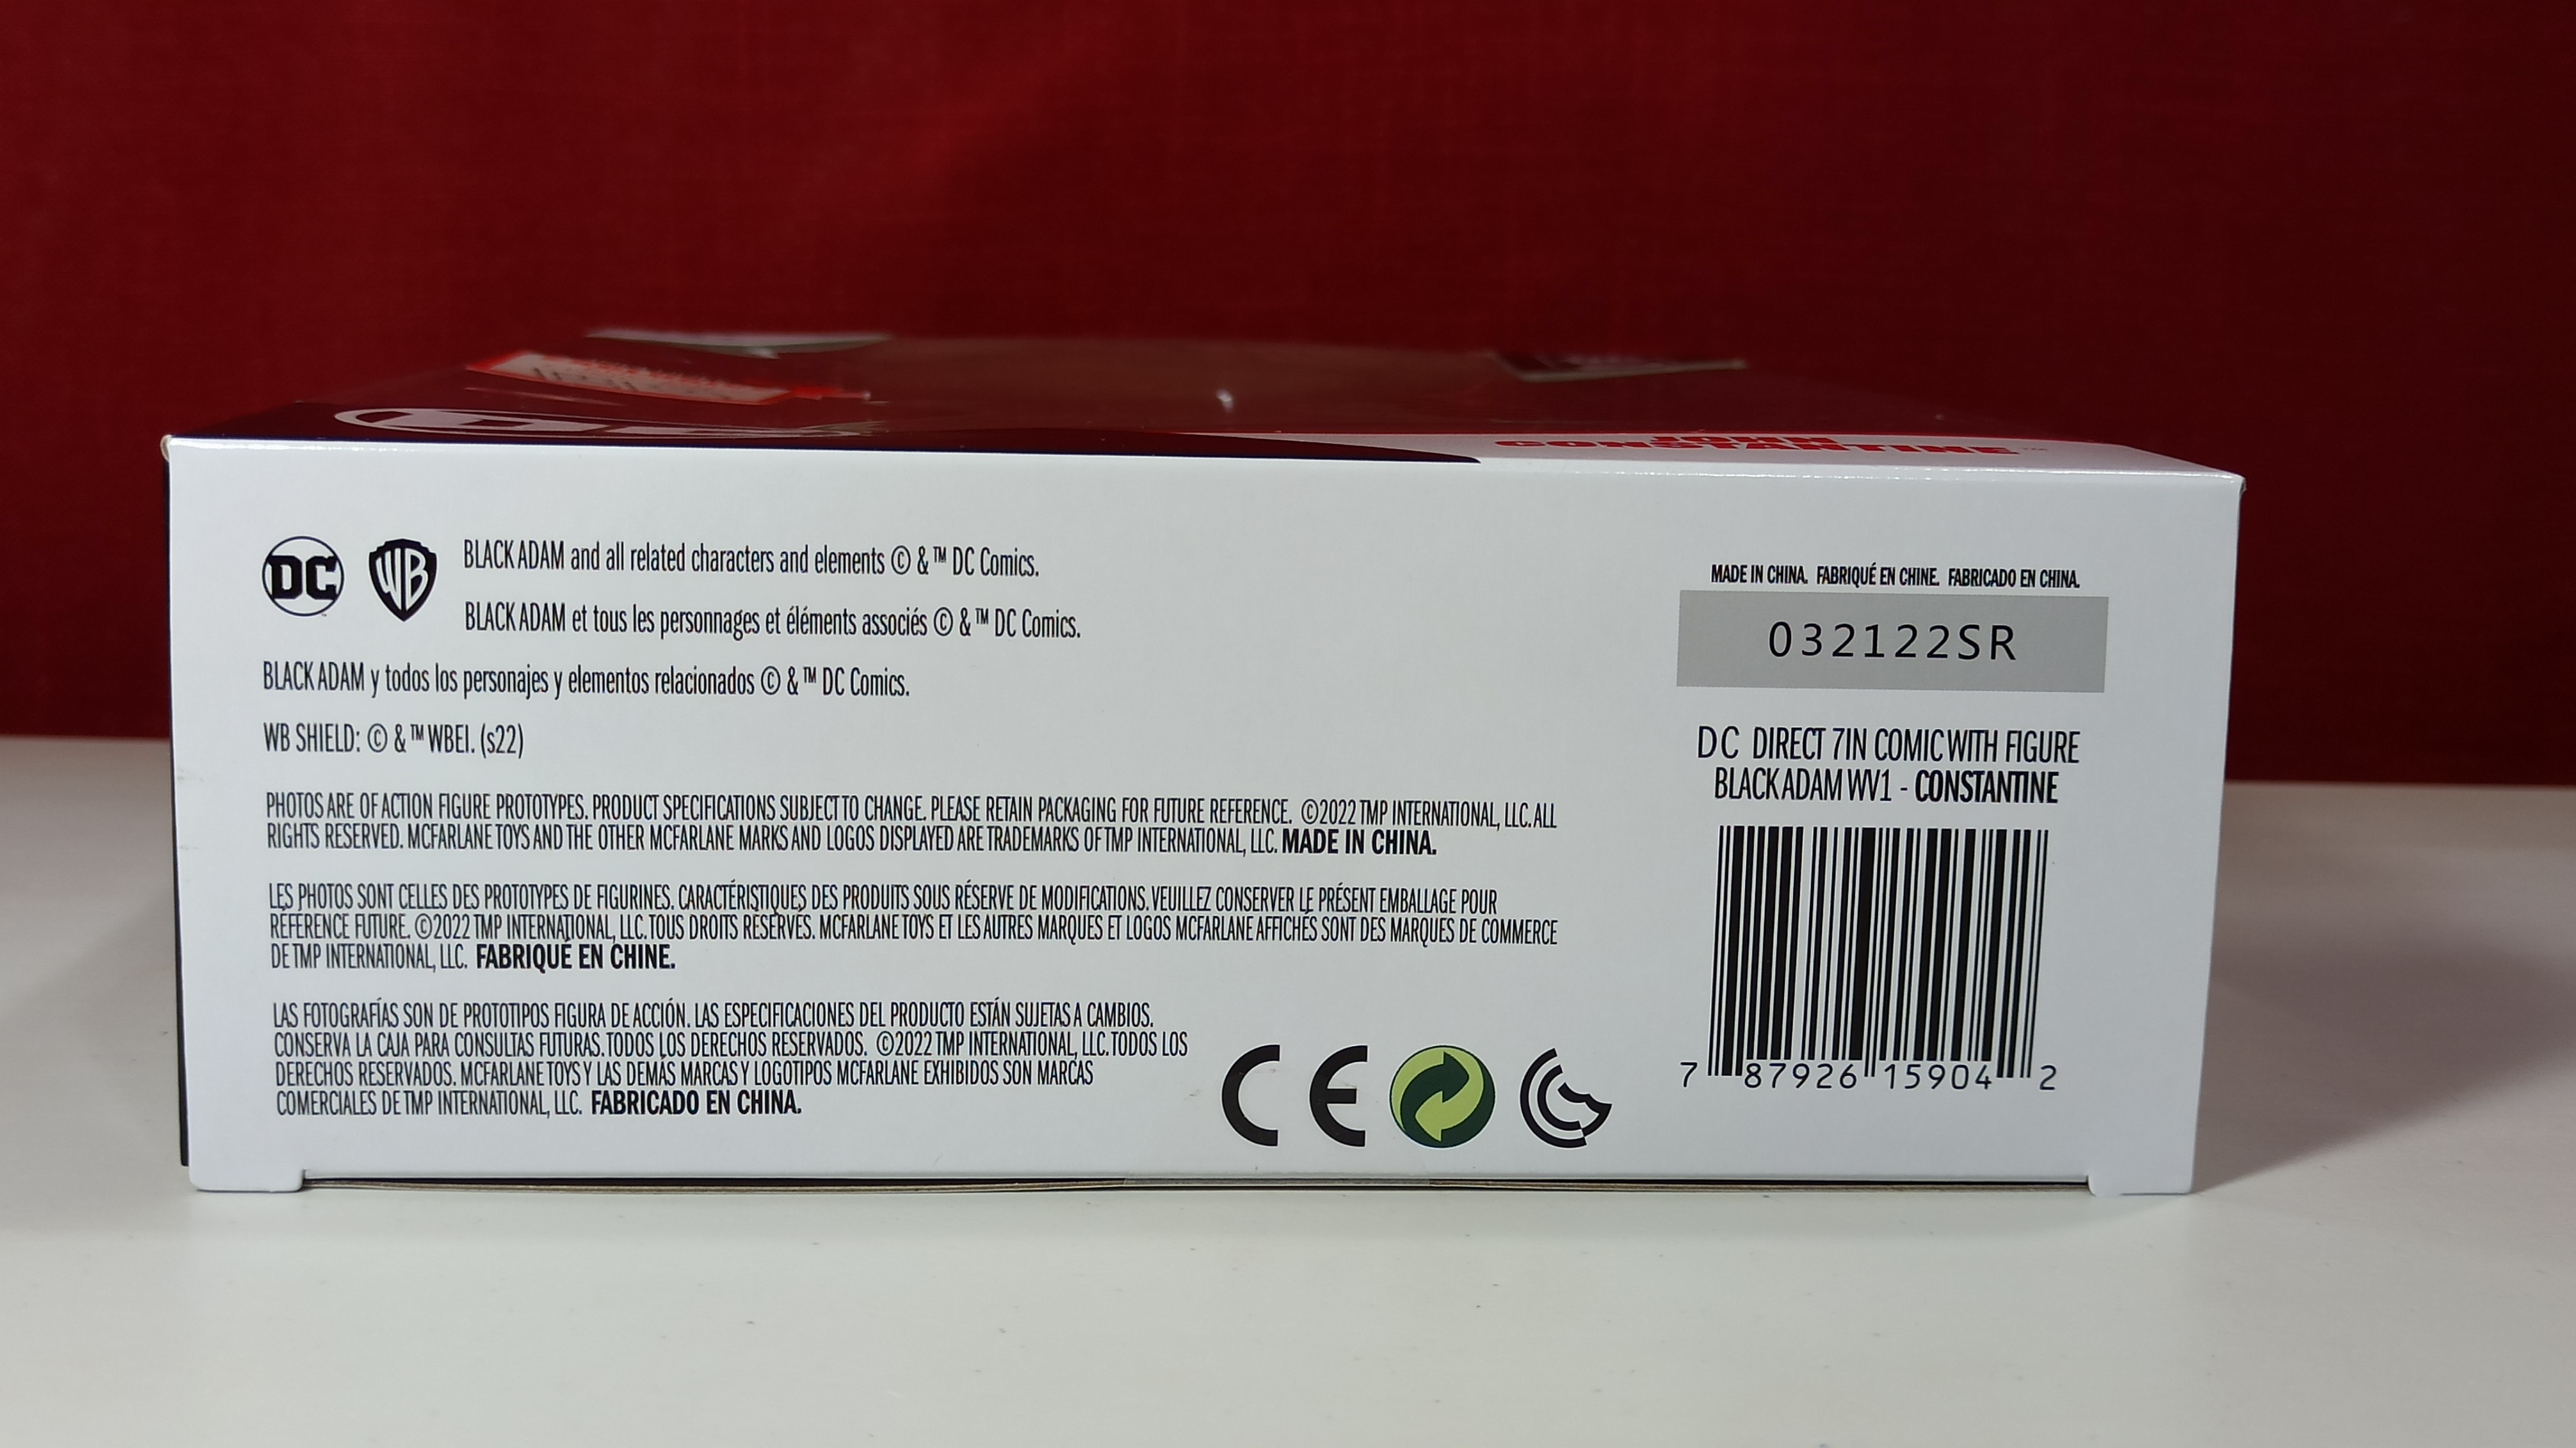 JOHN
CONSTANTINE™
DC
WB
BLACK ADAM and all related characters and elements © & ™ DC Comics.
BLACK ADAM et tous les personnages et éléments associés © & ™ DC Comics.
BLACK ADAM y todos los personajes y elementos relacionados © & ™ DC Comics.
WB SHIELD: © & ™ WBEI. (s22)
PHOTOS ARE OF ACTION FIGURE PROTOTYPES. PRODUCT SPECIFICATIONS SUBJECT TO CHANGE. PLEASE RETAIN PACKAGING FOR FUTURE REFERENCE. ©2022 TMP INTERNATIONAL, LLC. ALL
RIGHTS RESERVED. MCFARLANE TOYS AND THE OTHER MCFARLANE MARKS AND LOGOS DISPLAYED ARE TRADEMARKS OF TMP INTERNATIONAL, LLC. MADE IN CHINA.
LES PHOTOS SONT CELLES DES PROTOTYPES DE FIGURINES. CARACTÉRISTIQUES DES PRODUITS SOUS RÉSERVE DE MODIFICATIONS. VEUILLEZ CONSERVER LE PRÉSENT EMBALLAGE POUR
RÉFÉRENCE FUTURE. ©2022 TMP INTERNATIONAL, LLC. TOUS DROITS RÉSERVÉS. MCFARLANE TOYS ET LES AUTRES MARQUES ET LOGOS MCFARLANE AFFICHÉS SONT DES MARQUES DE COMMERCE
DE TMP INTERNATIONAL, LLC. FABRIQUÉ EN CHINE.
LAS FOTOGRAFÍAS SON DE PROTOTIPOS FIGURA DE ACCIÓN. LAS ESPECIFICACIONES DEL PRODUCTO ESTÁN SUJETAS A CAMBIOS.
CONSERVA LA CAJA PARA CONSULTAS FUTURAS. TODOS LOS DERECHOS RESERVADOS. ©2022 TMP INTERNATIONAL, LLC. TODOS LOS
DERECHOS RESERVADOS. MCFARLANE TOYS Y LAS DEMÁS MARCAS Y LOGOTIPOS MCFARLANE EXHIBIDOS SON MARCAS
COMERCIALES DE TMP INTERNATIONAL, LLC. FABRICADO EN CHINA.
CE
MADE IN CHINA. FABRIQUÉ EN CHINE. FABRICADO EN CHINA.
032122SR
DC DIRECT 7IN COMIC WITH FIGURE
BLACK ADAM WV1 - CONSTANTINE
7 87926 15904 2